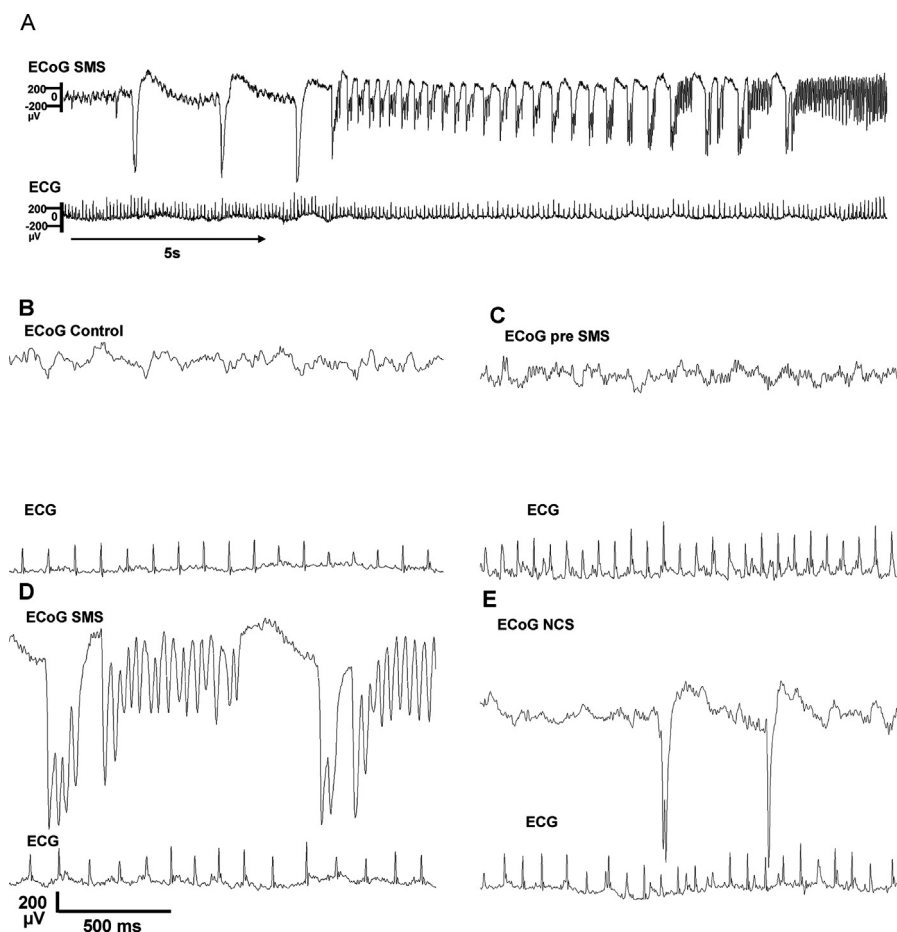 A
ECoG SMS
200
0
-200
µV
ECG
200
0
-200
µV
5s
B
ECoG Control
C
ECoG pre SMS
ECG
ECG
D
ECoG SMS
E
ECoG NCS
ECG
ECG
200
µV
500 ms